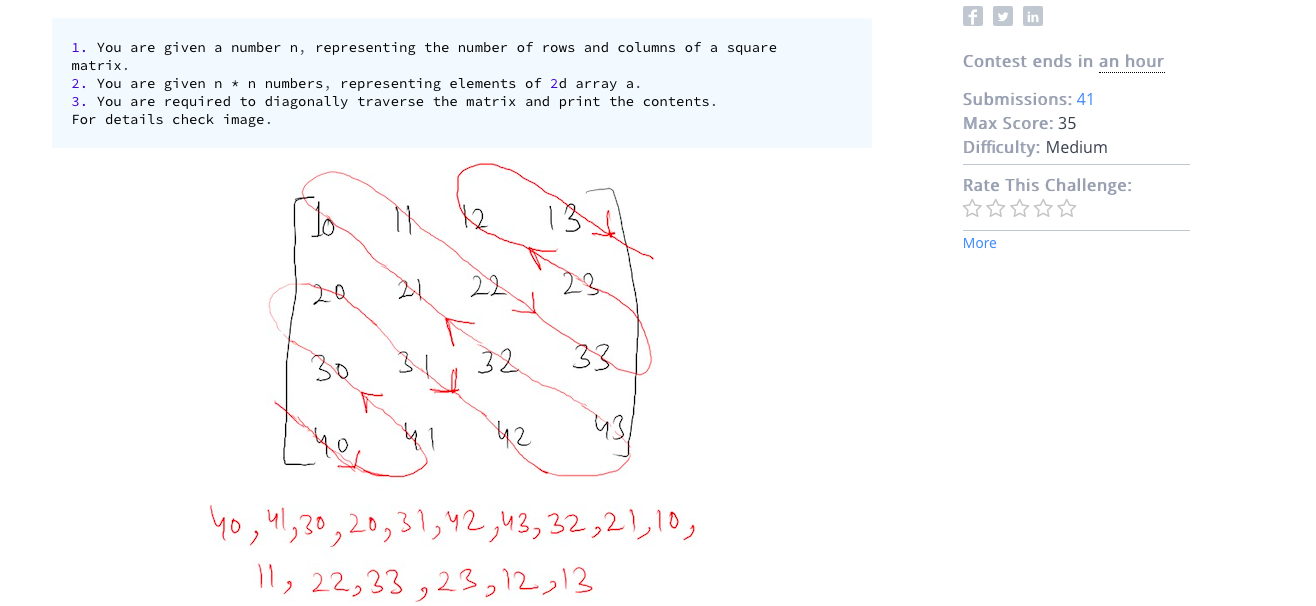 1. You are given a number n, representing the number of rows and columns of a square
matrix.
2. You are given n * n numbers, representing elements of 2d array a.
3. You are required to diagonally traverse the matrix and print the contents.
For details check image.
10 11 12 13
20 21 22 23
30 31 32 33
40 41 42 43
40, 41, 30, 20, 31, 42, 43, 32, 21, 10,
11, 22, 33, 23, 12, 13
f in
Contest ends in an hour
Submissions: 41
Max Score: 35
Difficulty: Medium
Rate This Challenge:
More